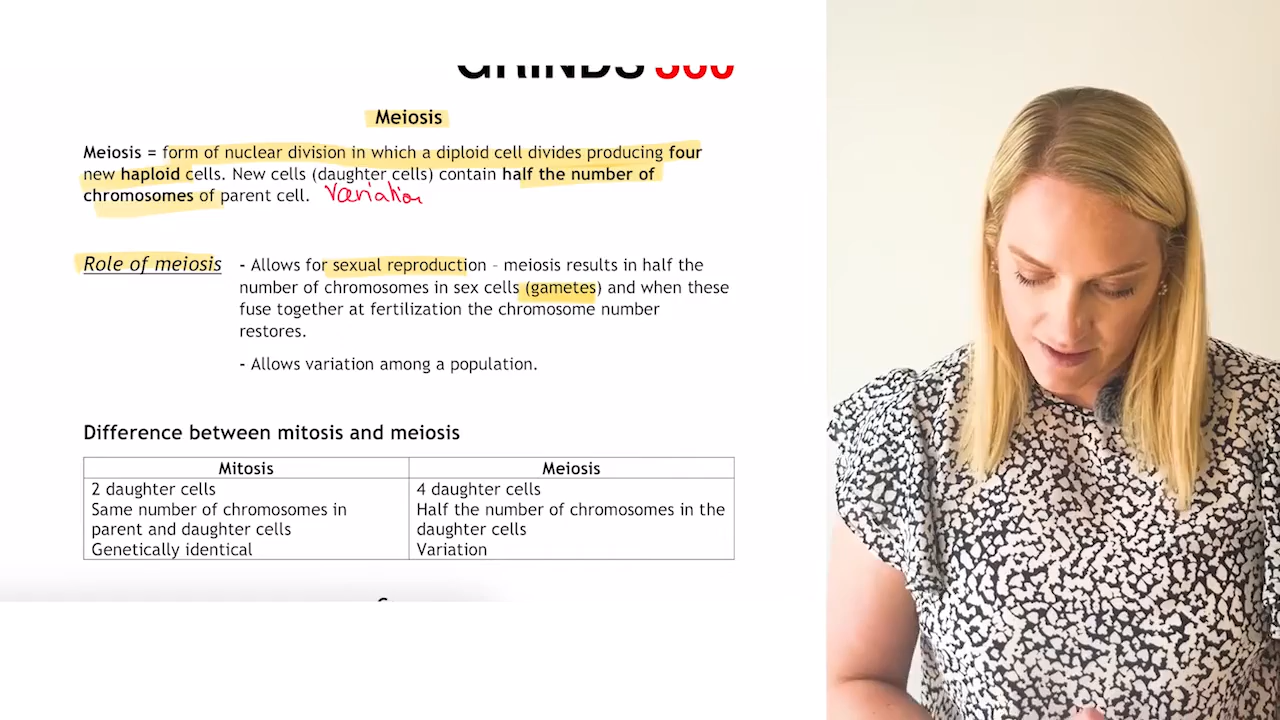 GRINDS 360
Meiosis
Meiosis = form of nuclear division in which a diploid cell divides producing four
new haploid cells. New cells (daughter cells) contain half the number of
chromosomes of parent cell. Variation
Role of meiosis - Allows for sexual reproduction – meiosis results in half the
number of chromosomes in sex cells (gametes) and when these
fuse together at fertilization the chromosome number
restores.
- Allows variation among a population.
Difference between mitosis and meiosis
Mitosis Meiosis
2 daughter cells 4 daughter cells
Same number of chromosomes in Half the number of chromosomes in the
parent and daughter cells daughter cells
Genetically identical Variation